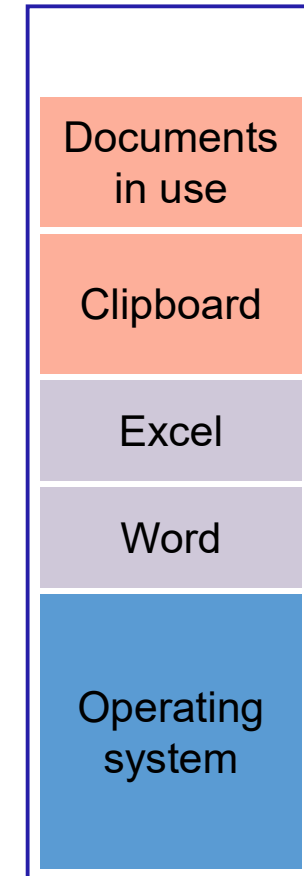 Documents
in use
Clipboard
Excel
Word
Operating
system